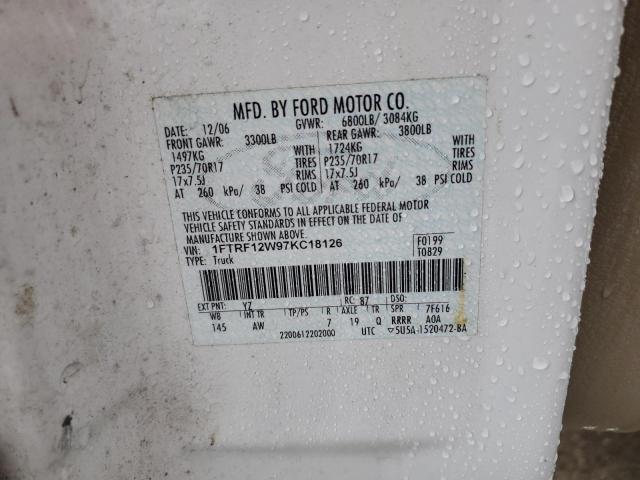 MFD. BY FORD MOTOR CO.
DATE: 12/06 GVWR: 6800LB/ 3084KG
FRONT GAWR: 3300LB REAR GAWR: 3800LB
1497KG WITH 1724KG WITH
P235/70R17 TIRES P235/70R17 TIRES
17x7.5J RIMS 17x7.5J RIMS
AT 260 kPa/ 38 PSI COLD AT 260 kPa/ 38 PSI COLD
THIS VEHICLE CONFORMS TO ALL APPLICABLE FEDERAL MOTOR
VEHICLE SAFETY STANDARDS IN EFFECT ON THE DATE OF
MANUFACTURE SHOWN ABOVE.
VIN: 1FTRF12W97KC18126 F0199
TYPE: Truck T0829
EXT PNT: YZ RC: 87 DSO:
WB INT TR TP/PS R AXLE TR SPR 7F616
145 AW 7 19 Q RRRR A0A
2200612202000 UTC ▽5U5A-1520472-BA